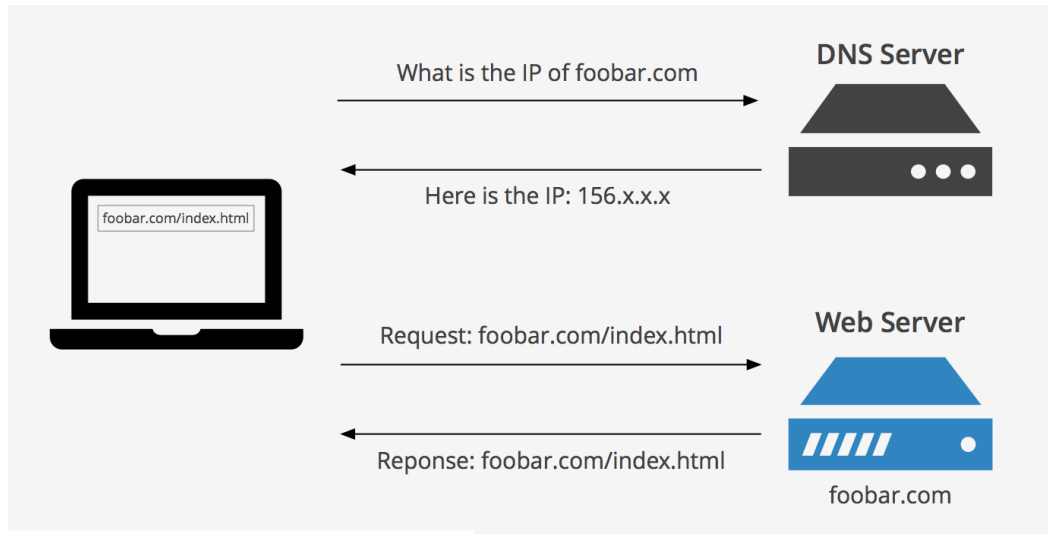 DNS Server
What is the IP of foobar.com
Here is the IP: 156.x.x.x
foobar.com/index.html
Web Server
Request: foobar.com/index.html
Reponse: foobar.com/index.html
foobar.com